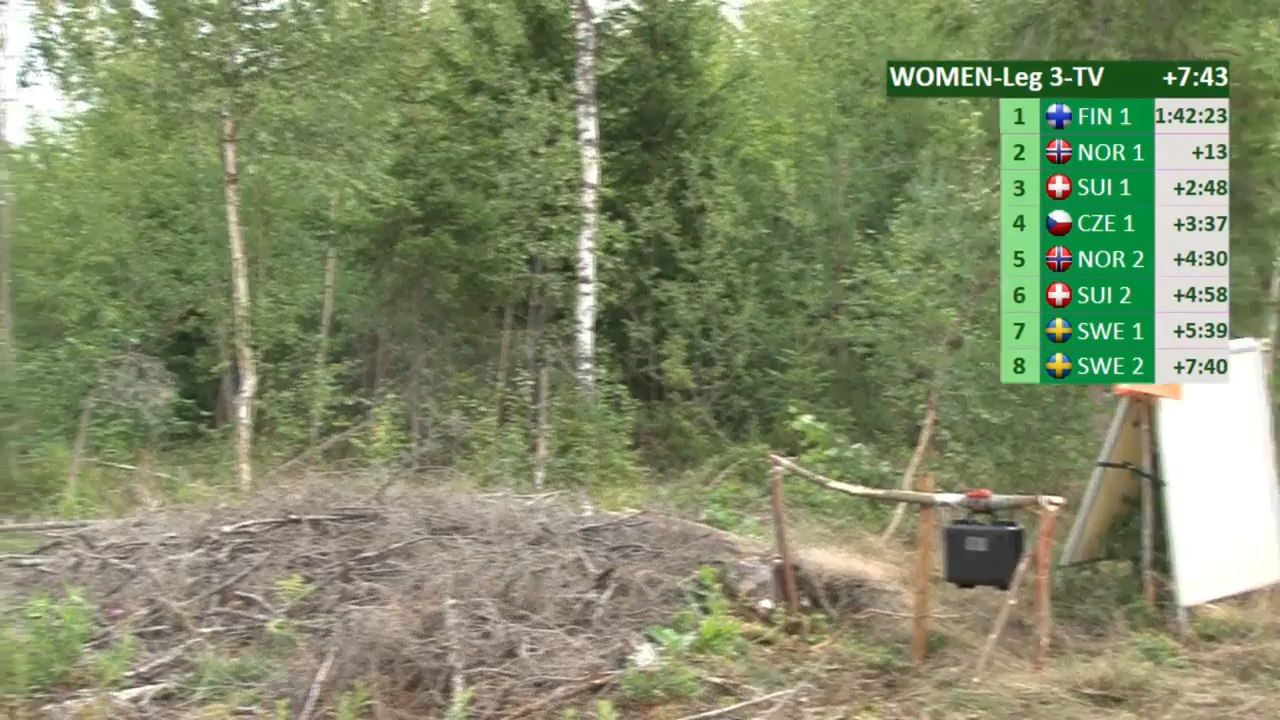 WOMEN-Leg 3-TV +7:43
1 FIN 1 1:42:23
2 NOR 1 +13
3 SUI 1 +2:48
4 CZE 1 +3:37
5 NOR 2 +4:30
6 SUI 2 +4:58
7 SWE 1 +5:39
8 SWE 2 +7:40